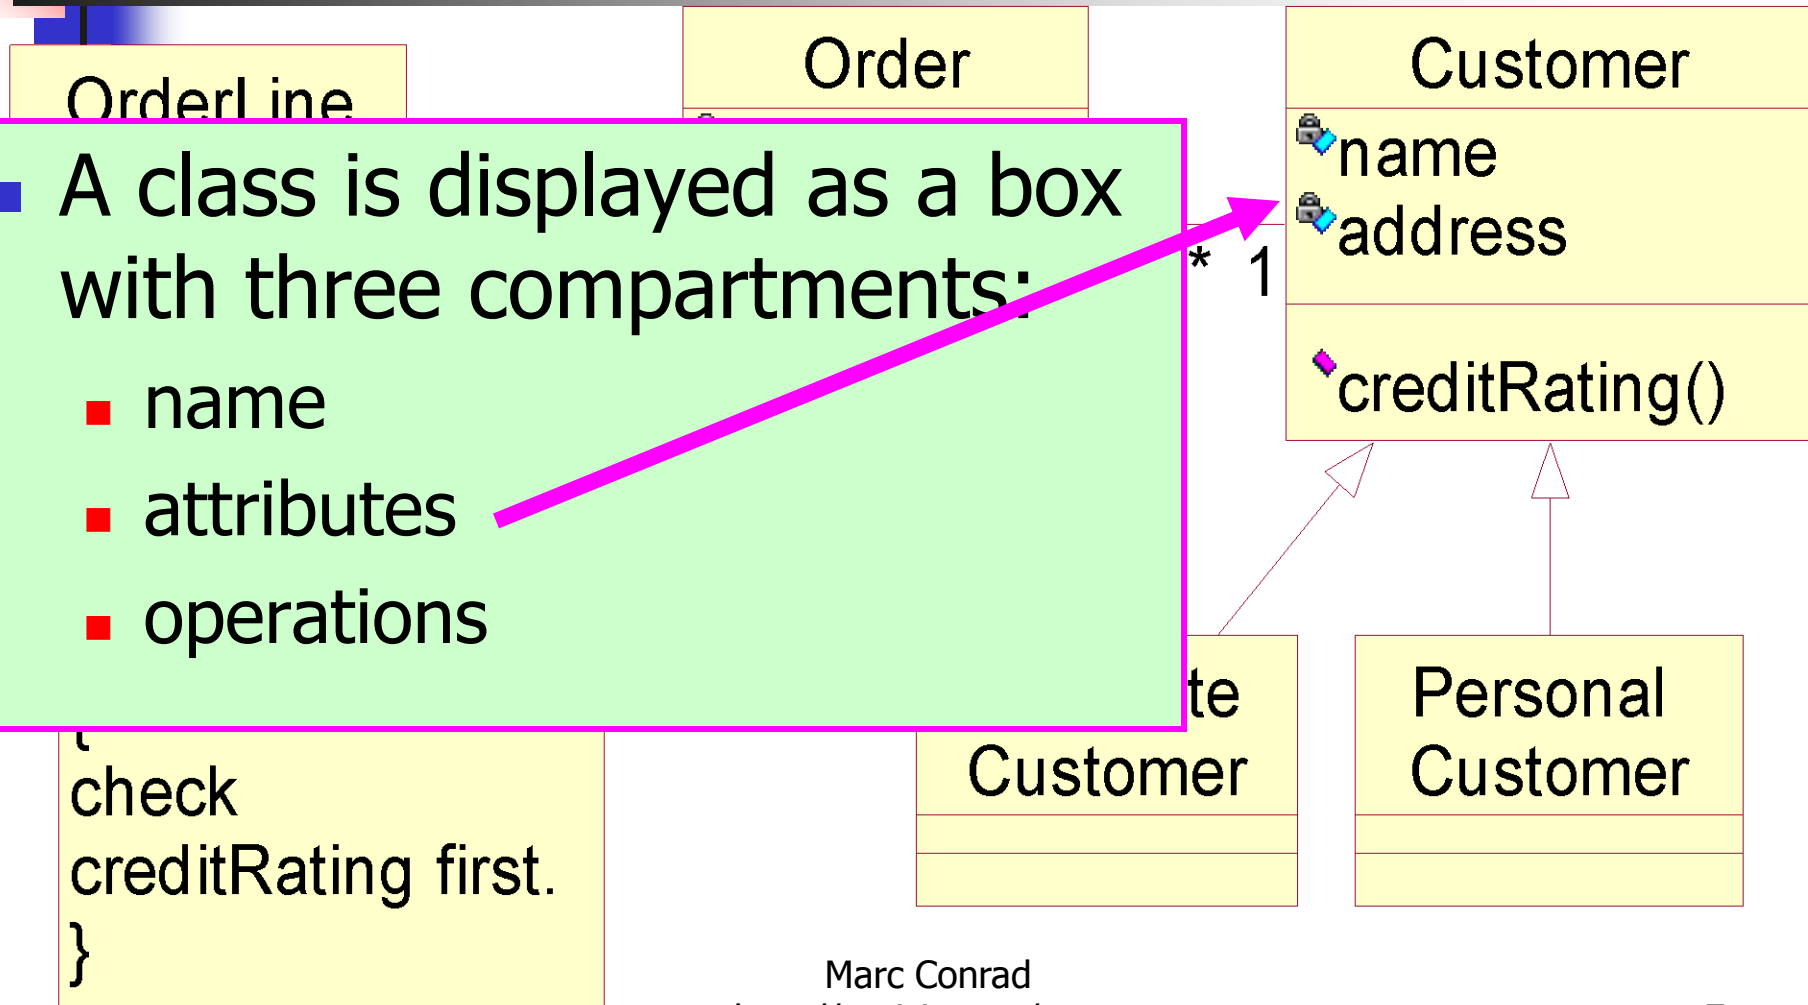 OrderLine
Order
Customer
A class is displayed as a box
with three compartments:
name
attributes
operations
name
address
* 1
creditRating()
te
Customer
Personal
Customer
{
check
creditRating first.
}
Marc Conrad